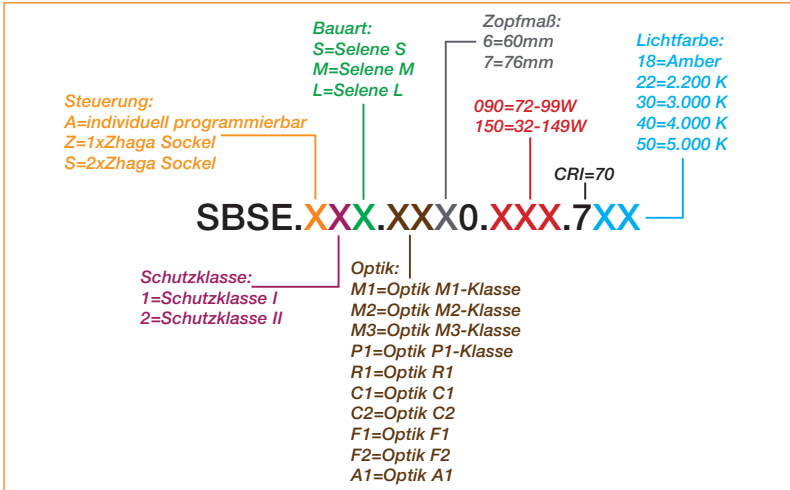 Bauart:
S=Selene S
M=Selene M
L=Selene L
Zopfmaß:
6=60mm
7=76mm
Lichtfarbe:
18=Amber
22=2.200 K
30=3.000 K
40=4.000 K
50=5.000 K
Steuerung:
A=individuell programmierbar
Z=1xZhaga Sockel
S=2xZhaga Sockel
090=72-99W
150=32-149W
CRI=70
SBSE.XXX.XXX0.XXX.7XX
Schutzklasse:
1=Schutzklasse I
2=Schutzklasse II
Optik:
M1=Optik M1-Klasse
M2=Optik M2-Klasse
M3=Optik M3-Klasse
P1=Optik P1-Klasse
R1=Optik R1
C1=Optik C1
C2=Optik C2
F1=Optik F1
F2=Optik F2
A1=Optik A1